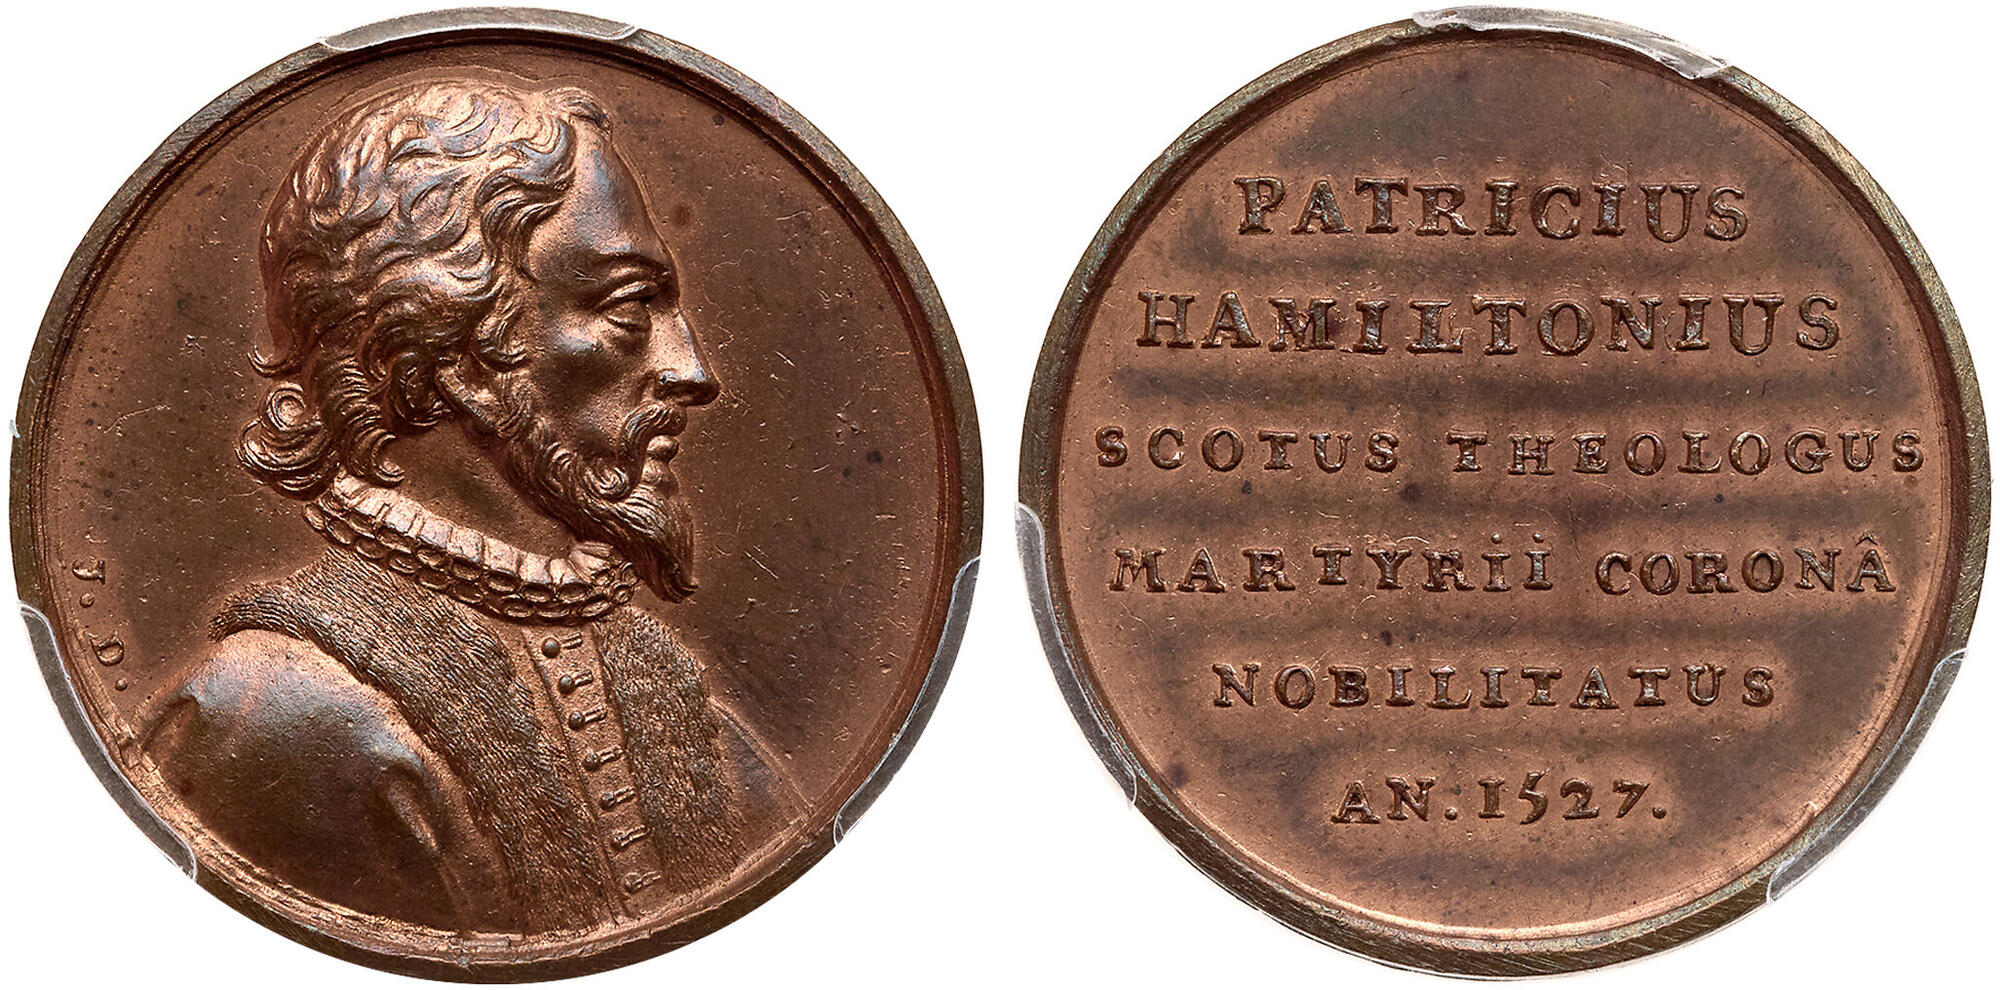 J. D.
PATRICIUS
HAMILTONIUS
SCOTUS THEOLOGUS
MARTYRII CORONÂ
NOBILITATUS
AN. 1527.